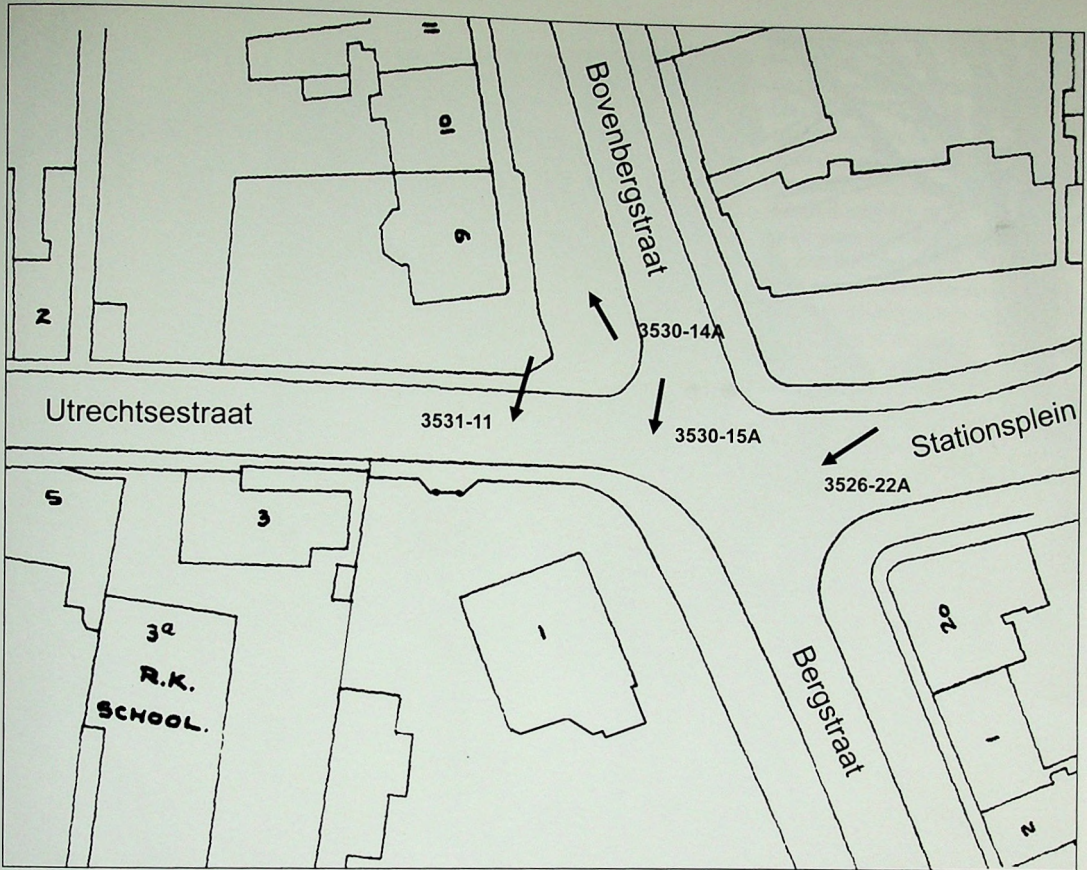 11
10
9
2
Bovenbergstraat
3530-14A
Utrechtsestraat
3531-11
3530-15A
Stationsplein
3526-22A
5
3
3a
R.K.
SCHOOL.
1
20
Bergstraat
1
2